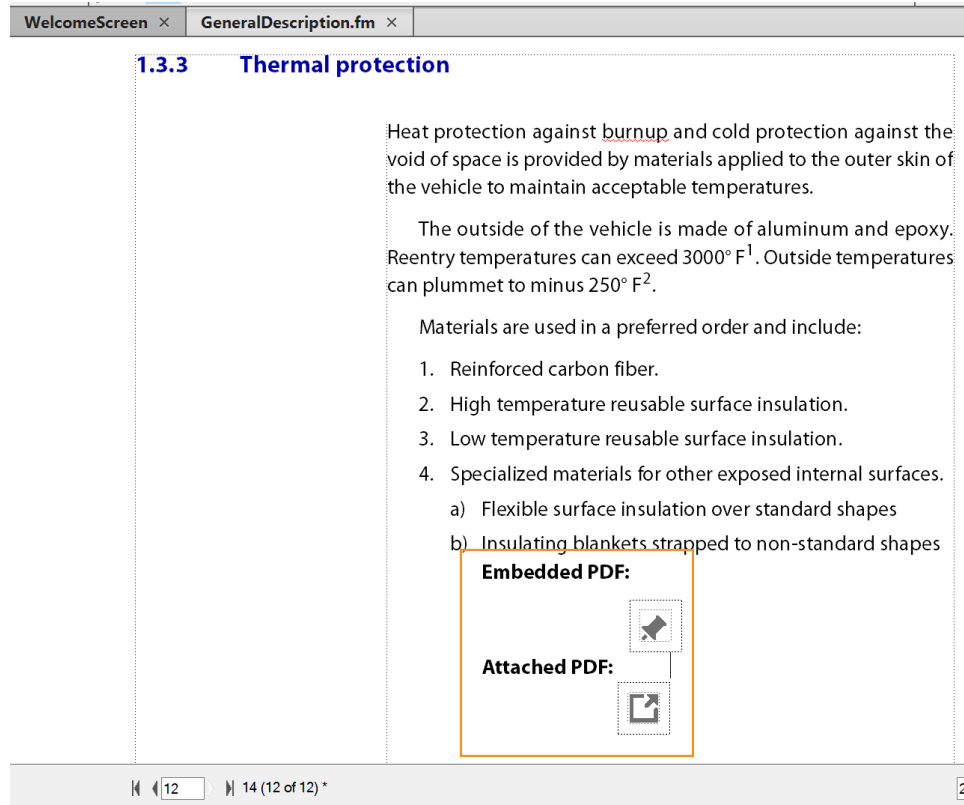 WelcomeScreen ×
GeneralDescription.fm ×
1.3.3 Thermal protection
Heat protection against burnup and cold protection against the
void of space is provided by materials applied to the outer skin of
the vehicle to maintain acceptable temperatures.
The outside of the vehicle is made of aluminum and epoxy.
Reentry temperatures can exceed 3000° F1. Outside temperatures
can plummet to minus 250° F2.
Materials are used in a preferred order and include:
1. Reinforced carbon fiber.
2. High temperature reusable surface insulation.
3. Low temperature reusable surface insulation.
4. Specialized materials for other exposed internal surfaces.
a) Flexible surface insulation over standard shapes
b) Insulating blankets strapped to non-standard shapes
Embedded PDF:
Attached PDF:
12 14 (12 of 12) *